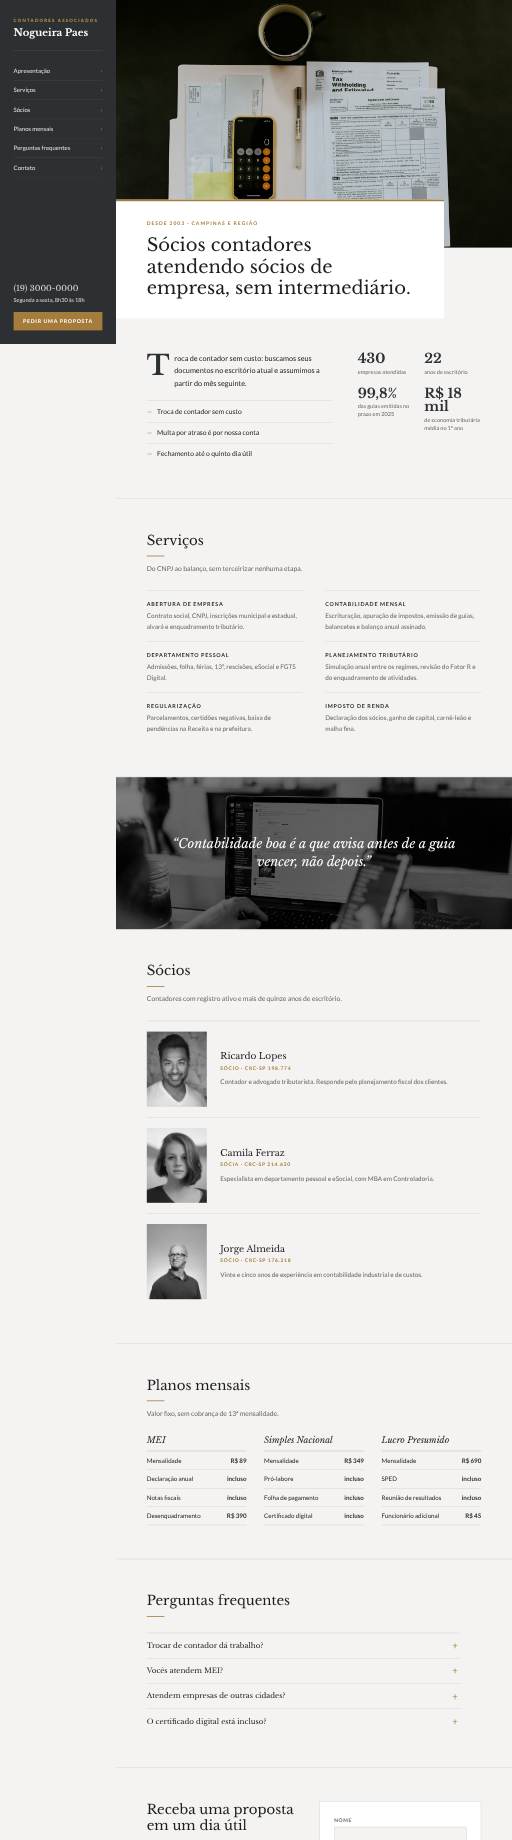 CONTADORES ASSOCIADOS
Nogueira Paes
Apresentação
Serviços
Sócios
Planos mensais
Perguntas frequentes
Contato
(19) 3000-0000
Segunda a sexta, 8h30 às 18h
PEDIR UMA PROPOSTA
Tax
Withholding
and Estimated
DESDE 2003 · CAMPINAS E REGIÃO
Sócios contadores
atendendo sócios de
empresa, sem intermediário.
Troca de contador sem custo: buscamos seus
documentos no escritório atual e assumimos a
partir do mês seguinte.
— Troca de contador sem custo
— Multa por atraso é por nossa conta
— Fechamento até o quinto dia útil
430
empresas atendidas
22
anos de escritório
99,8%
das guias emitidas no
prazo em 2025
R$ 18
mil
de economia tributária
média no 1º ano
Serviços
Do CNPJ ao balanço, sem terceirizar nenhuma etapa.
ABERTURA DE EMPRESA
Contrato social, CNPJ, inscrições municipal e estadual,
alvará e enquadramento tributário.
CONTABILIDADE MENSAL
Escrituração, apuração de impostos, emissão de guias,
balancetes e balanço anual assinado.
DEPARTAMENTO PESSOAL
Admissões, folha, férias, 13º, rescisões, eSocial e FGTS
Digital.
PLANEJAMENTO TRIBUTÁRIO
Simulação anual entre os regimes, revisão do Fator R e
do enquadramento de atividades.
REGULARIZAÇÃO
Parcelamentos, certidões negativas, baixa de
pendências na Receita e na prefeitura.
IMPOSTO DE RENDA
Declaração dos sócios, ganho de capital, carnê-leão e
malha fina.
“Contabilidade boa é a que avisa antes de a guia
vencer, não depois.”
Sócios
Contadores com registro ativo e mais de quinze anos de escritório.
Ricardo Lopes
SÓCIO · CRC-SP 198.774
Contador e advogado tributarista. Responde pelo planejamento fiscal dos clientes.
Camila Ferraz
SÓCIA · CRC-SP 214.630
Especialista em departamento pessoal e eSocial, com MBA em Controladoria.
Jorge Almeida
SÓCIO · CRC-SP 176.218
Vinte e cinco anos de experiência em contabilidade industrial e de custos.
Planos mensais
Valor fixo, sem cobrança de 13ª mensalidade.
MEI
Mensalidade R$ 89
Declaração anual incluso
Notas fiscais incluso
Desenquadramento R$ 390
Simples Nacional
Mensalidade R$ 349
Pró-labore incluso
Folha de pagamento incluso
Certificado digital incluso
Lucro Presumido
Mensalidade R$ 690
SPED incluso
Reunião de resultados incluso
Funcionário adicional R$ 45
Perguntas frequentes
Trocar de contador dá trabalho? +
Vocês atendem MEI? +
Atendem empresas de outras cidades? +
O certificado digital está incluso? +
Receba uma proposta
em um dia útil
NOME